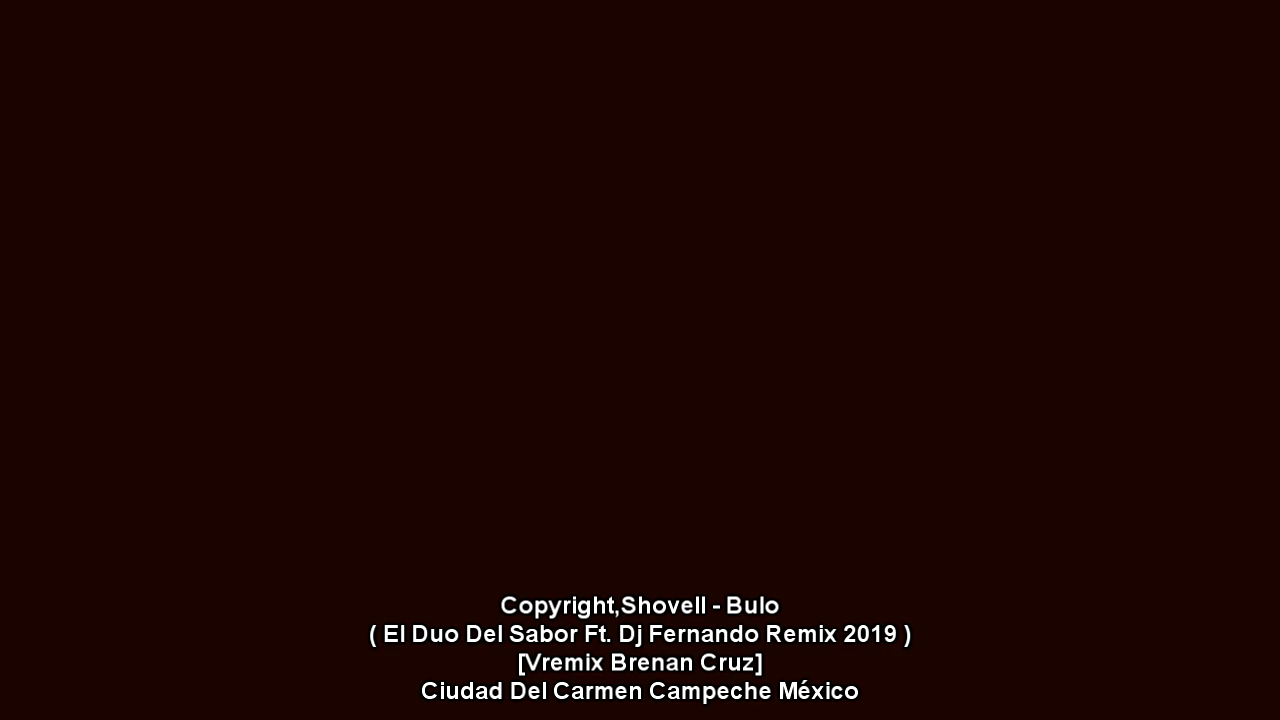 Copyright,Shovell - Bulo
( El Duo Del Sabor Ft. Dj Fernando Remix 2019 )
[Vremix Brenan Cruz]
Ciudad Del Carmen Campeche México